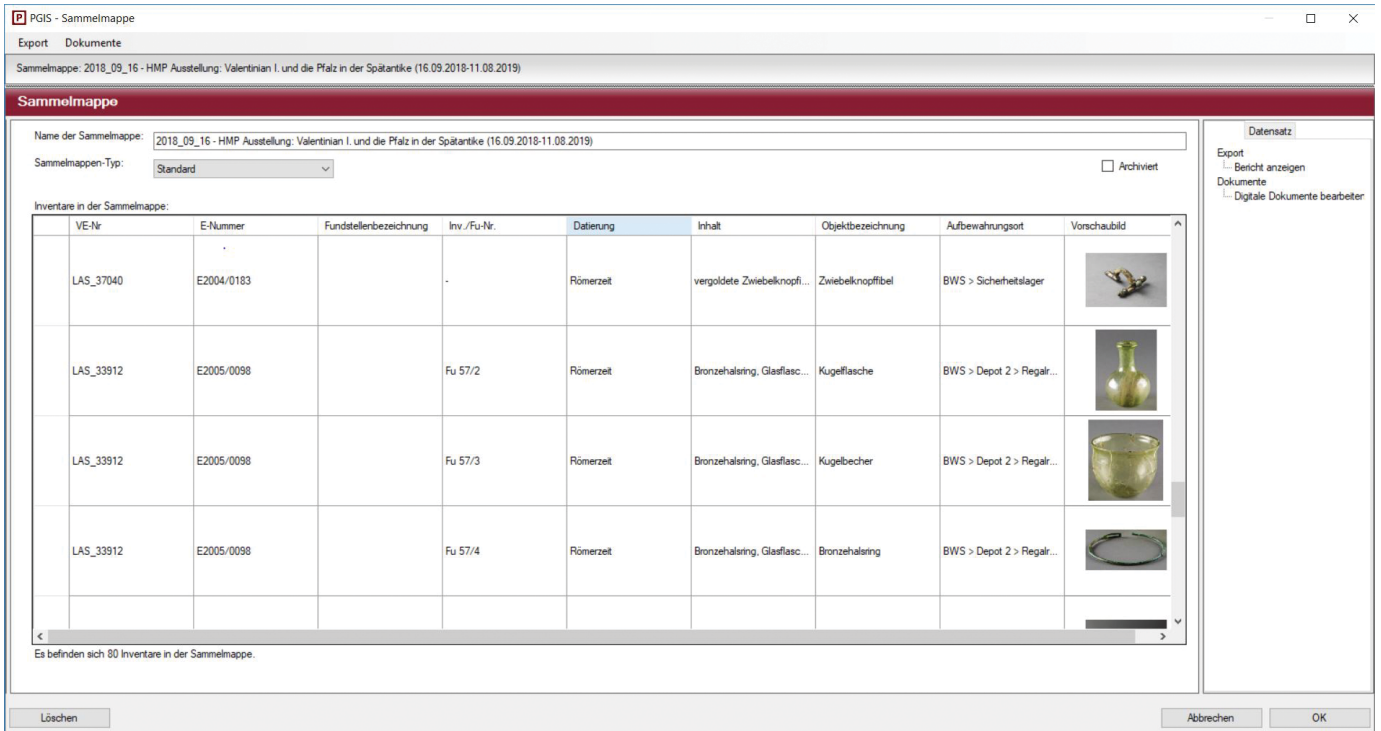 P PGIS - Sammelmappe
Export Dokumente
Sammelmappe: 2018_09_16 - HMP Ausstellung: Valentinian I. und die Pfalz in der Spätantike (16.09.2018-11.08.2019)
Sammelmappe
Name der Sammelmappe: 2018_09_16 - HMP Ausstellung: Valentinian I. und die Pfalz in der Spätantike (16.09.2018-11.08.2019)
Sammelmappen-Typ: Standard Archiviert
Inventare in der Sammelmappe:
VE-Nr E-Nummer Fundstellenbezeichnung Inv./Fu-Nr. Datierung Inhalt Objektbezeichnung Aufbewahrungsort Vorschaubild
LAS_37040 E2004/0183 - Römerzeit vergoldete Zwiebelknopfi... Zwiebelknopffibel BWS > Sicherheitslager
LAS_33912 E2005/0098 Fu 57/2 Römerzeit Bronzehalsring, Glasflasc... Kugelflasche BWS > Depot 2 > Regalr...
LAS_33912 E2005/0098 Fu 57/3 Römerzeit Bronzehalsring, Glasflasc... Kugelbecher BWS > Depot 2 > Regalr...
LAS_33912 E2005/0098 Fu 57/4 Römerzeit Bronzehalsring, Glasflasc... Bronzehalsring BWS > Depot 2 > Regalr...
Es befinden sich 80 Inventare in der Sammelmappe.
Datensatz
Export
Bericht anzeigen
Dokumente
Digitale Dokumente bearbeiten
Löschen Abbrechen OK